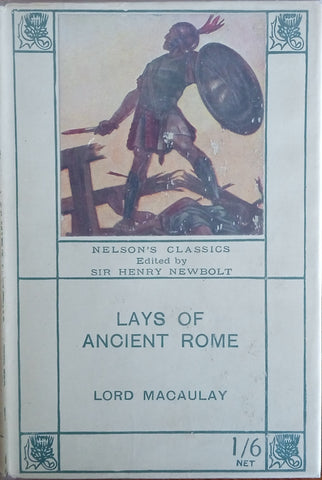 NELSON'S CLASSICS
Edited by
SIR HENRY NEWBOLT
LAYS OF
ANCIENT ROME
LORD MACAULAY
1/6
NET